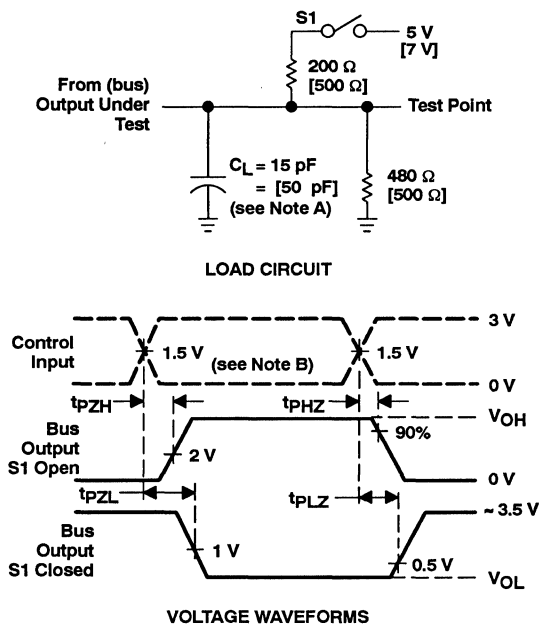 S1
5 V
[7 V]
200 Ω
[500 Ω]
From (bus)
Output Under
Test
Test Point
CL = 15 pF
= [50 pF]
(see Note A)
480 Ω
[500 Ω]
LOAD CIRCUIT
Control
Input
1.5 V
(see Note B)
1.5 V
3 V
0 V
tPZH
tPHZ
VOH
Bus
Output
S1 Open
2 V
90%
0 V
tPZL
tPLZ
~ 3.5 V
Bus
Output
S1 Closed
1 V
0.5 V
VOL
VOLTAGE WAVEFORMS